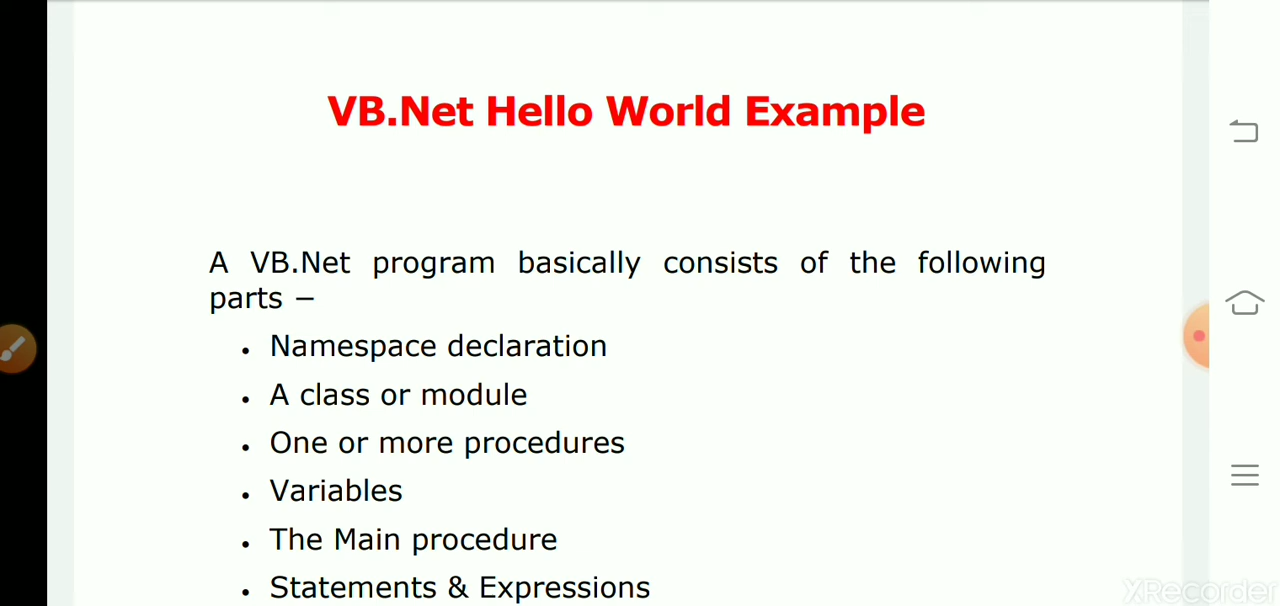 VB.Net Hello World Example
A VB.Net program basically consists of the following
parts –
• Namespace declaration
• A class or module
• One or more procedures
• Variables
• The Main procedure
• Statements & Expressions
XRecorder